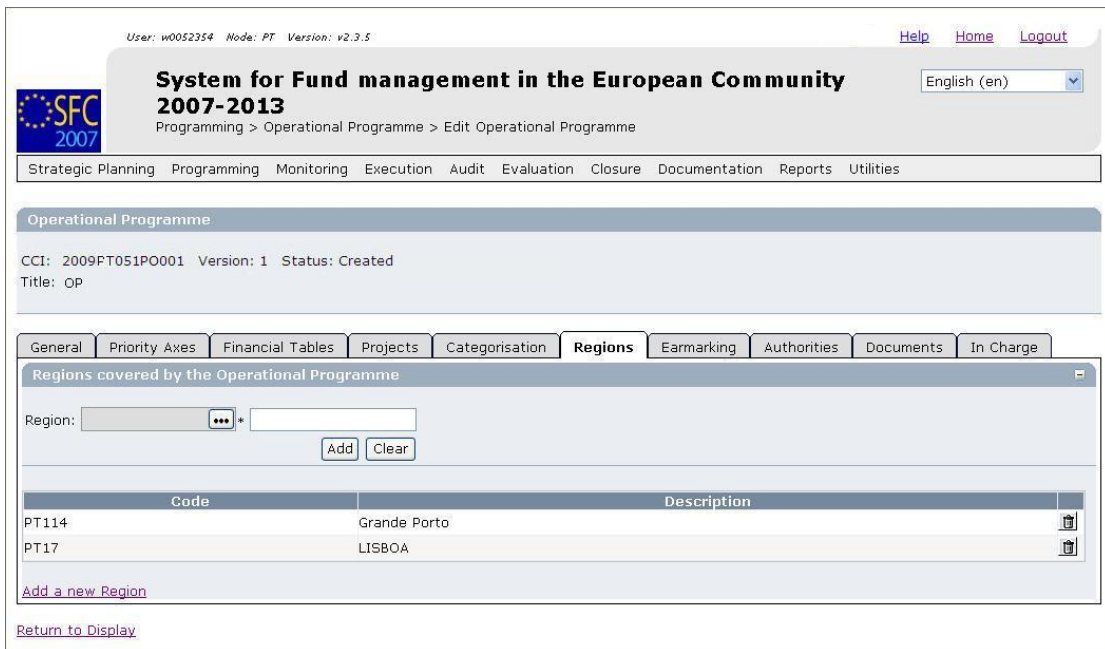 User: w0052354 Node: PT Version: v2.3.5
Help Home Logout
System for Fund management in the European Community
2007-2013
English (en)
Programming > Operational Programme > Edit Operational Programme
SFC
2007
Strategic Planning Programming Monitoring Execution Audit Evaluation Closure Documentation Reports Utilities
Operational Programme
CCI: 2009PT051PO001 Version: 1 Status: Created
Title: OP
General Priority Axes Financial Tables Projects Categorisation Regions Earmarking Authorities Documents In Charge
Regions covered by the Operational Programme
Region: ... *
Add Clear
Code Description
PT114 Grande Porto
PT17 LISBOA
Add a new Region
Return to Display